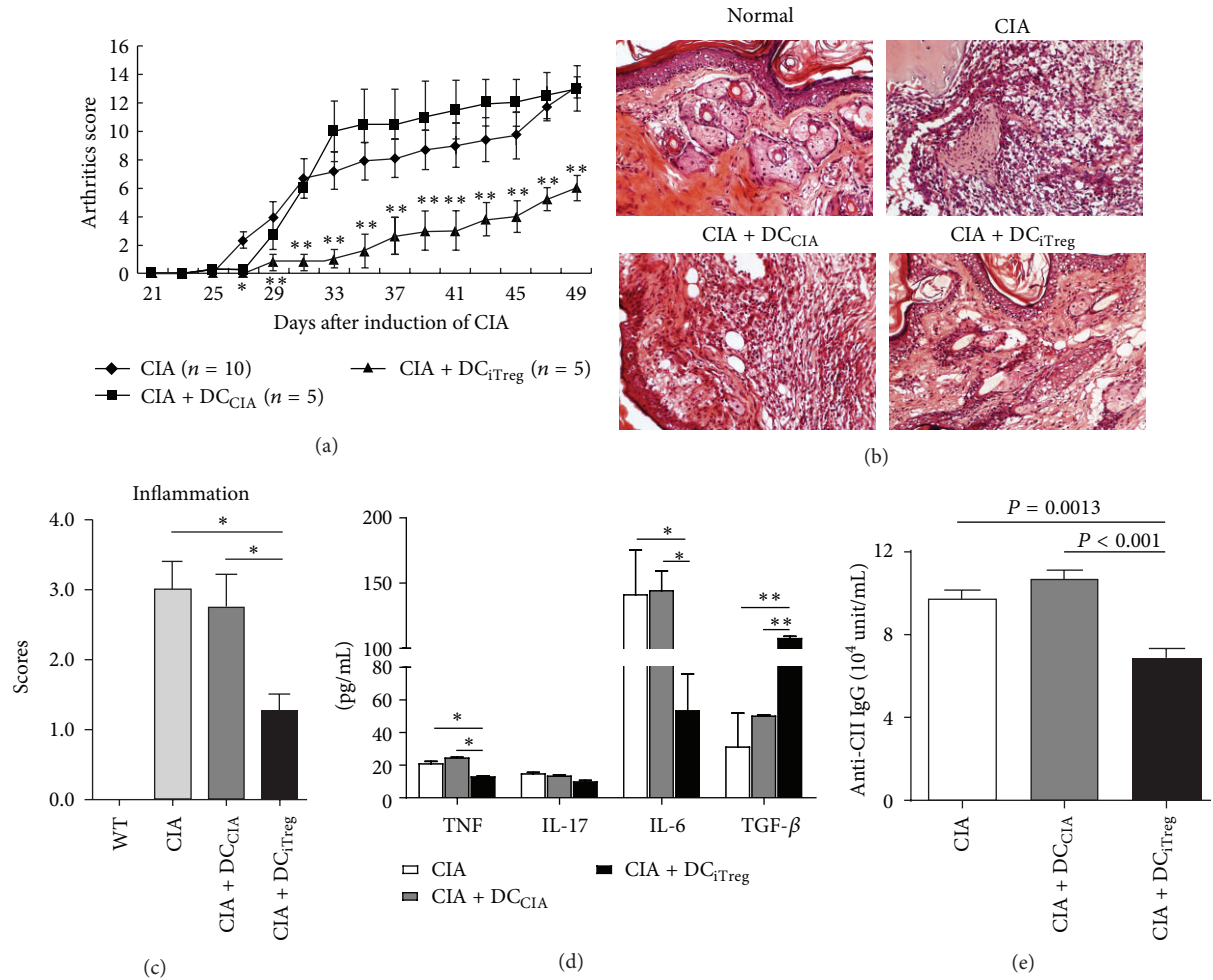 16
14
12
10
8
6
4
2
0
Arthritics score
* ** ** ** ** ** ** ** ** ** ** **
21 25 29 33 37 41 45 49
Days after induction of CIA
CIA (n = 10)
CIA + DCiTreg (n = 5)
CIA + DCCIA (n = 5)
(a)
Normal
CIA
CIA + DCCIA
CIA + DCiTreg
(b)
Inflammation
*
*
4.0
3.0
2.0
1.0
0.0
Scores
WT
CIA
CIA + DCCIA
CIA + DCiTreg
(c)
200
150
100
80
60
40
20
0
(pg/mL)
*
*
*
*
**
**
TNF IL-17 IL-6 TGF-β
CIA
CIA + DCiTreg
CIA + DCCIA
(d)
P = 0.0013
P < 0.001
12
9
6
3
0
Anti-CII IgG (10⁴ unit/mL)
CIA
CIA + DCCIA
CIA + DCiTreg
(e)